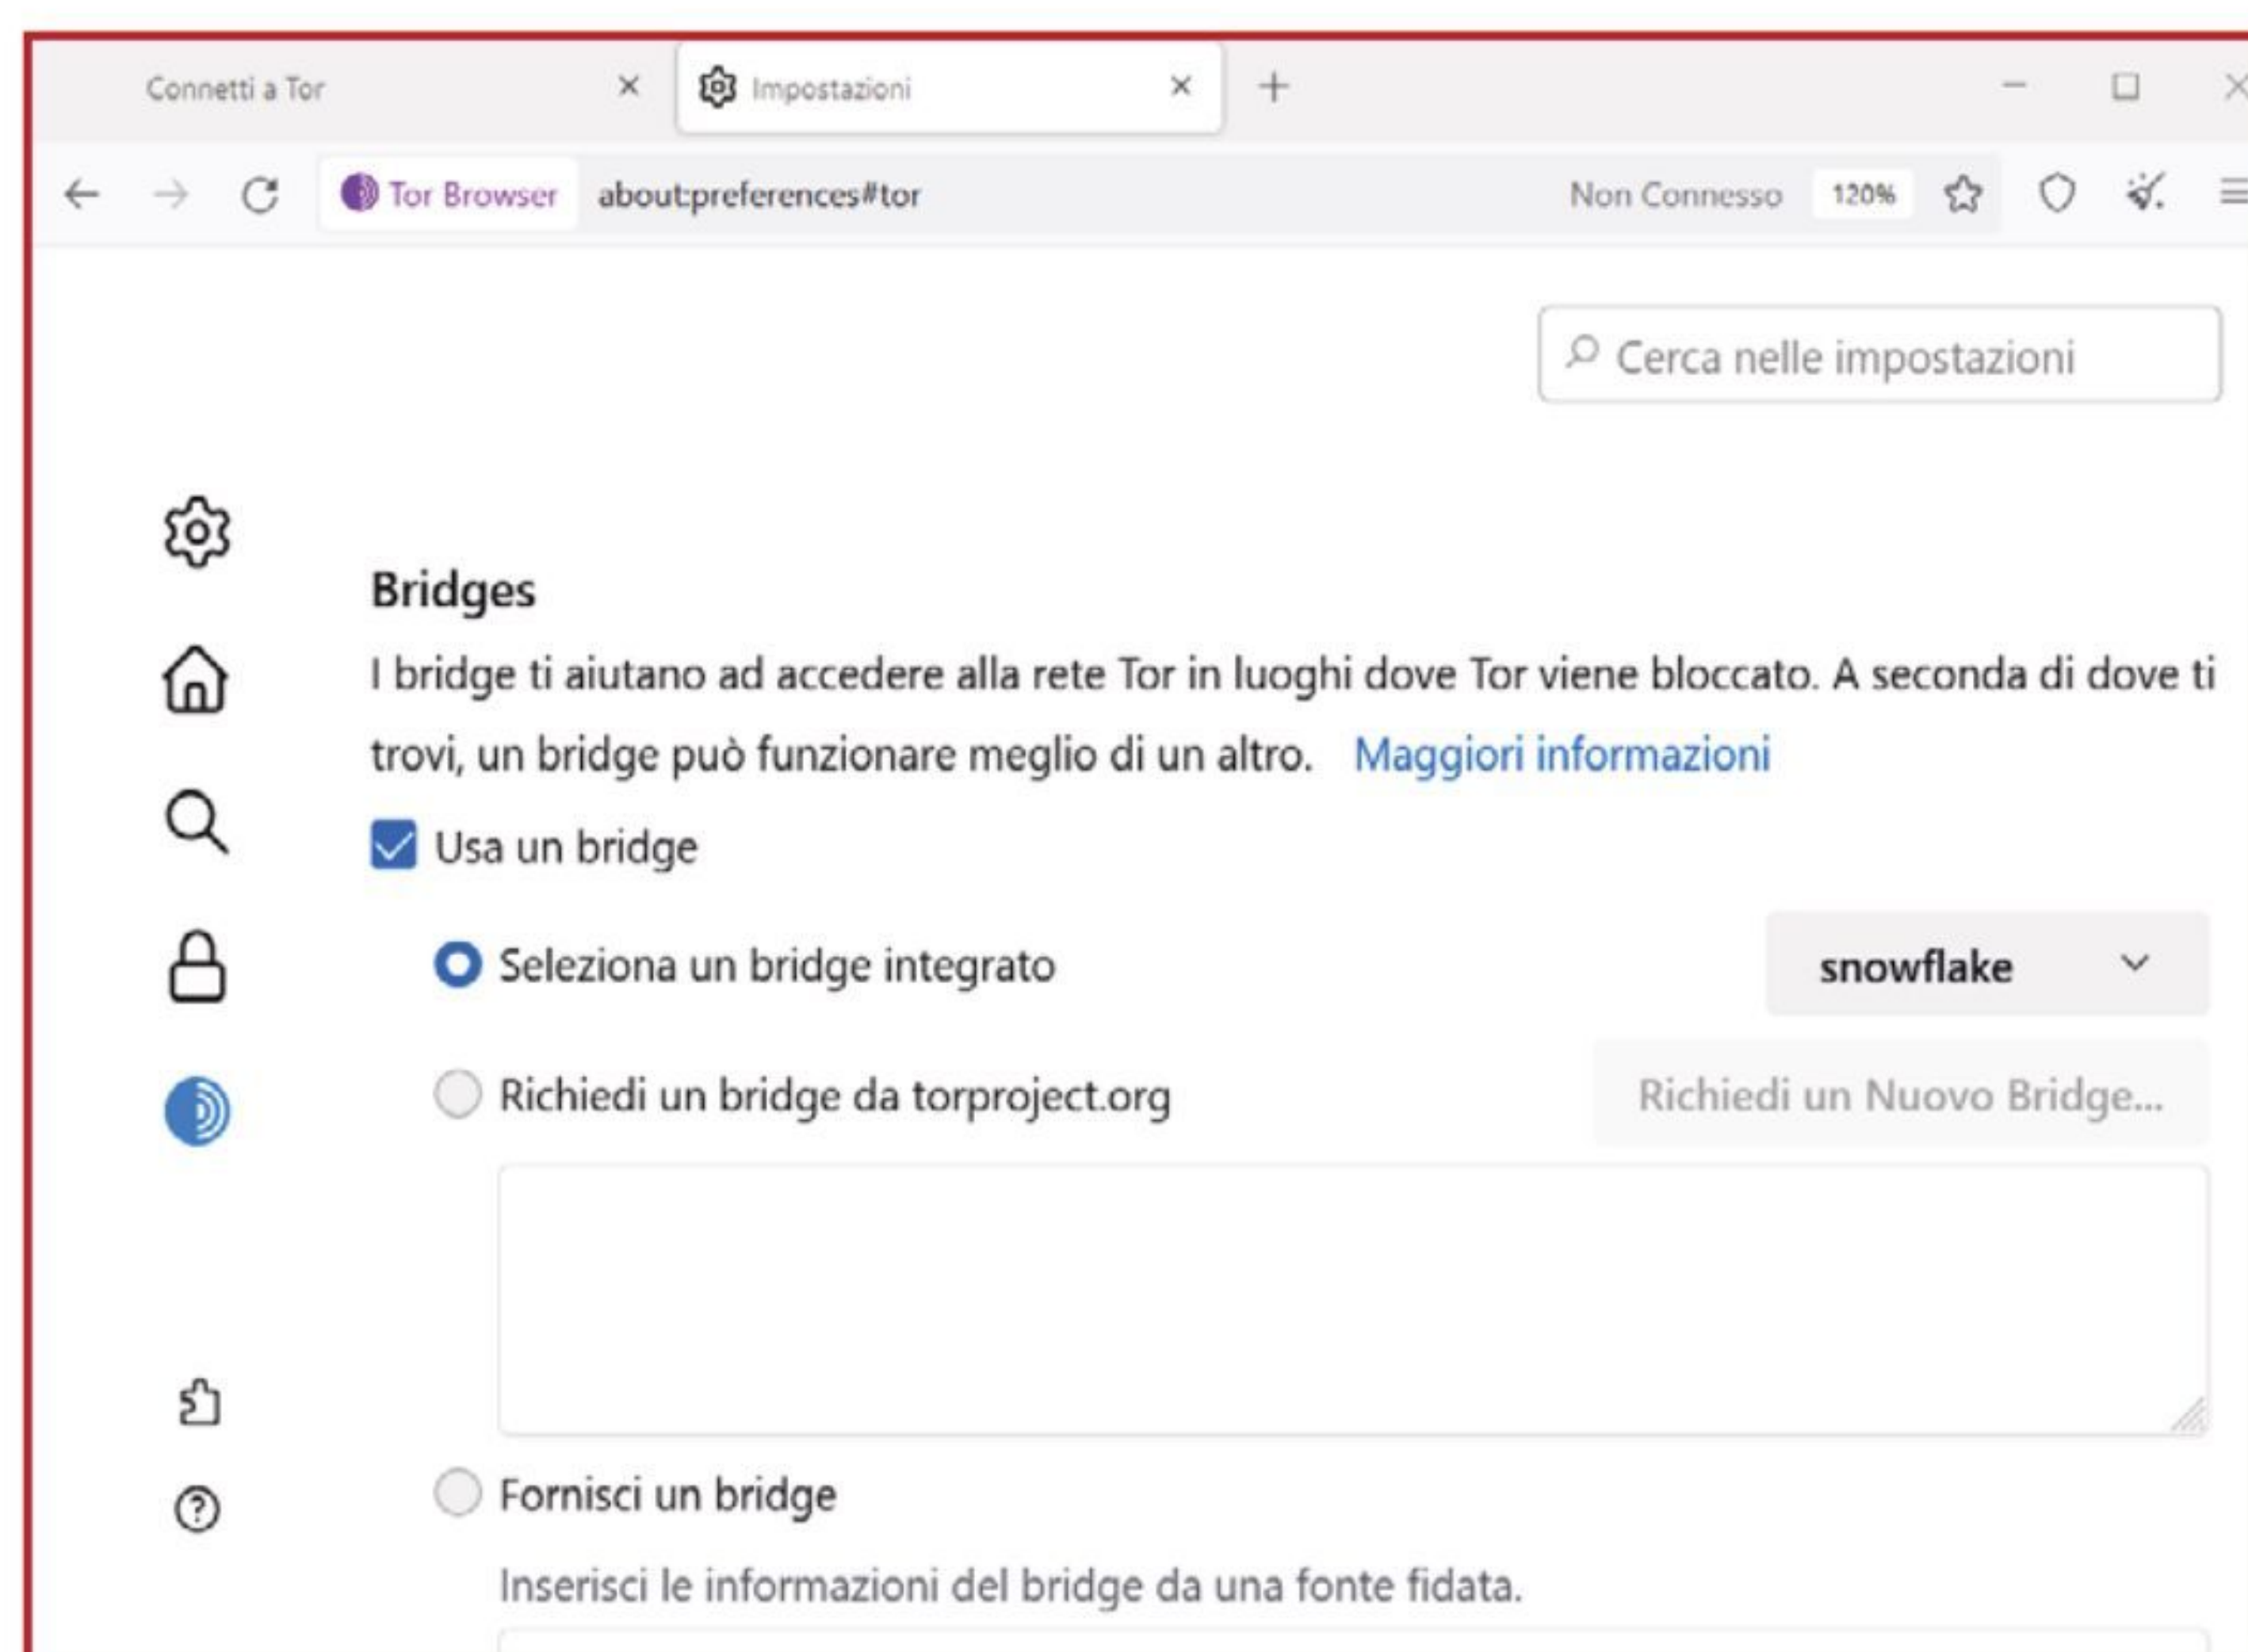 Connetti a Tor
Impostazioni
Tor Browser about:preferences#tor Non Connesso 120%
Cerca nelle impostazioni
Bridges
I bridge ti aiutano ad accedere alla rete Tor in luoghi dove Tor viene bloccato. A seconda di dove ti
trovi, un bridge può funzionare meglio di un altro. Maggiori informazioni
Usa un bridge
Seleziona un bridge integrato snowflake
Richiedi un bridge da torproject.org Richiedi un Nuovo Bridge...
Fornisci un bridge
Inserisci le informazioni del bridge da una fonte fidata.